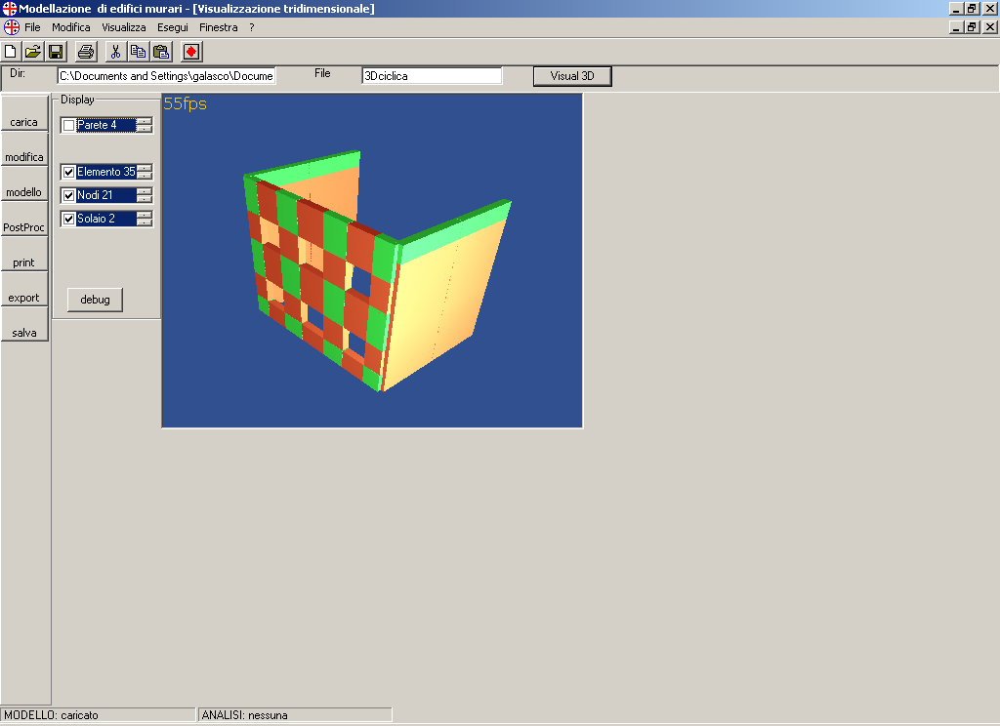 Modellazione di edifici murari - [Visualizzazione tridimensionale]
File Modifica Visualizza Esegui Finestra ?
Dir: C:\Documents and Settings\galasco\Docume File 3Dciclica Visual 3D
carica
modifica
modello
PostProc
print
export
salva
Display
Parete 4
Elemento 35
Nodi 21
Solaio 2
debug
55fps
MODELLO: caricato ANALISI: nessuna